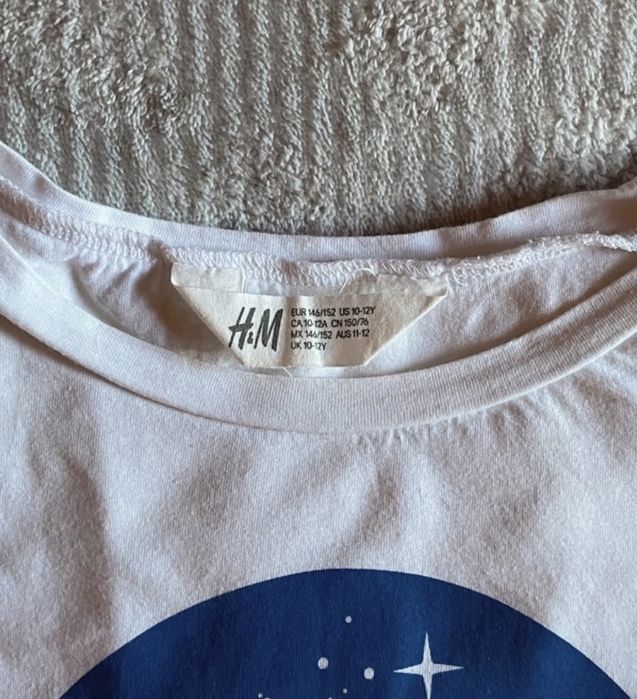 H&M
EUR 146/152 US 10-12Y
CA 10-12A CN 150/76
MX 146/152 AUS 11-12
UK 10-12Y